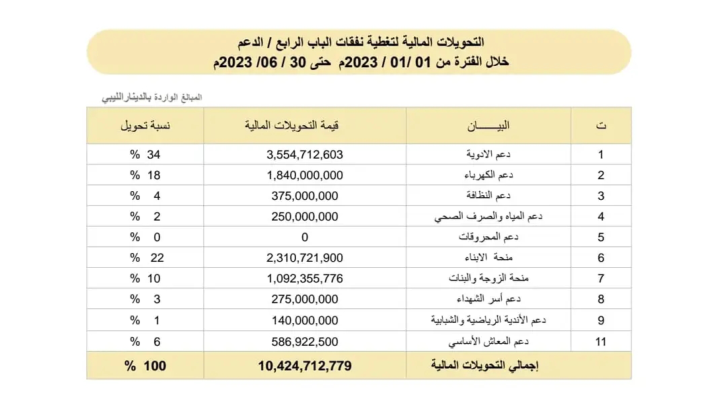 التحويلات المالية لتغطية نفقات الباب الرابع / الدعم
خلال الفترة من 01 /01 / 2023م حتى 30 / 06/ 2023م
المبالغ الواردة بالدينارالليبي
ت البيـــــــان قيمة التحويلات المالية نسبة تحويل
1 دعم الادوية 3,554,712,603 34 %
2 دعم الكهرباء 1,840,000,000 18 %
3 دعم النظافة 375,000,000 4 %
4 دعم المياه والصرف الصحي 250,000,000 2 %
5 دعم المحروقات 0 0 %
6 منحة الابناء 2,310,721,900 22 %
7 منحة الزوجة والبنات 1,092,355,776 10 %
8 دعم أسر الشهداء 275,000,000 3 %
9 دعم الأندية الرياضية والشبابية 140,000,000 1 %
11 دعم المعاش الأساسي 586,922,500 6 %
إجمالي التحويلات المالية 10,424,712,779 100 %